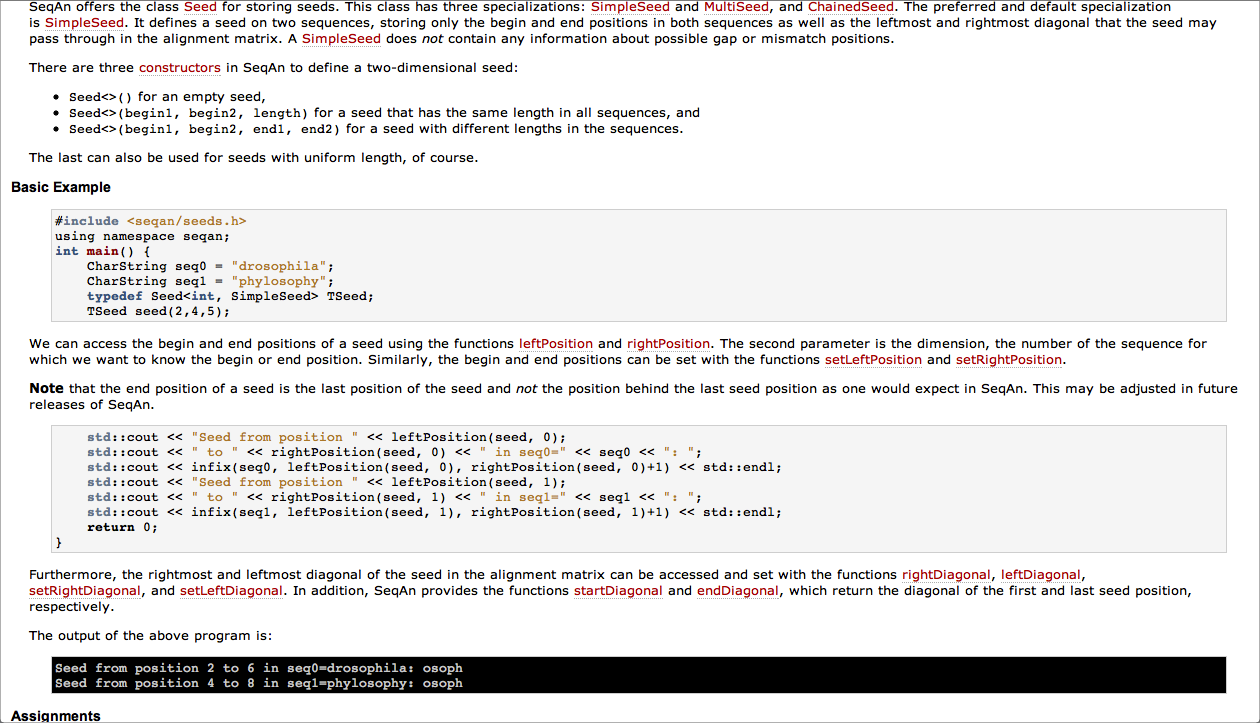 SeqAn offers the class Seed for storing seeds. This class has three specializations: SimpleSeed and MultiSeed, and ChainedSeed. The preferred and default specialization
is SimpleSeed. It defines a seed on two sequences, storing only the begin and end positions in both sequences as well as the leftmost and rightmost diagonal that the seed may
pass through in the alignment matrix. A SimpleSeed does not contain any information about possible gap or mismatch positions.
There are three constructors in SeqAn to define a two-dimensional seed:
• Seed<>() for an empty seed,
• Seed<>(begin1, begin2, length) for a seed that has the same length in all sequences, and
• Seed<>(begin1, begin2, end1, end2) for a seed with different lengths in the sequences.
The last can also be used for seeds with uniform length, of course.
Basic Example
#include <seqan/seeds.h>
using namespace seqan;
int main() {
    CharString seq0 = "drosophila";
    CharString seq1 = "phylosophy";
    typedef Seed<int, SimpleSeed> TSeed;
    TSeed seed(2,4,5);
We can access the begin and end positions of a seed using the functions leftPosition and rightPosition. The second parameter is the dimension, the number of the sequence for
which we want to know the begin or end position. Similarly, the begin and end positions can be set with the functions setLeftPosition and setRightPosition.
Note that the end position of a seed is the last position of the seed and not the position behind the last seed position as one would expect in SeqAn. This may be adjusted in future
releases of SeqAn.
    std::cout << "Seed from position " << leftPosition(seed, 0);
    std::cout << " to " << rightPosition(seed, 0) << " in seq0=" << seq0 << ": ";
    std::cout << infix(seq0, leftPosition(seed, 0), rightPosition(seed, 0)+1) << std::endl;
    std::cout << "Seed from position " << leftPosition(seed, 1);
    std::cout << " to " << rightPosition(seed, 1) << " in seq1=" << seq1 << ": ";
    std::cout << infix(seq1, leftPosition(seed, 1), rightPosition(seed, 1)+1) << std::endl;
    return 0;
}
Furthermore, the rightmost and leftmost diagonal of the seed in the alignment matrix can be accessed and set with the functions rightDiagonal, leftDiagonal,
setRightDiagonal, and setLeftDiagonal. In addition, SeqAn provides the functions startDiagonal and endDiagonal, which return the diagonal of the first and last seed position,
respectively.
The output of the above program is:
Seed from position 2 to 6 in seq0=drosophila: osoph
Seed from position 4 to 8 in seq1=phylosophy: osoph
Assignments